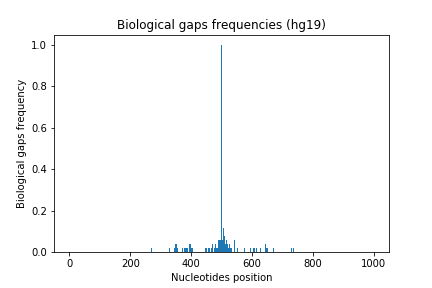 Biological gaps frequencies (hg19)
Biological gaps frequency
1.0
0.8
0.6
0.4
0.2
0.0
0 200 400 600 800 1000
Nucleotides position